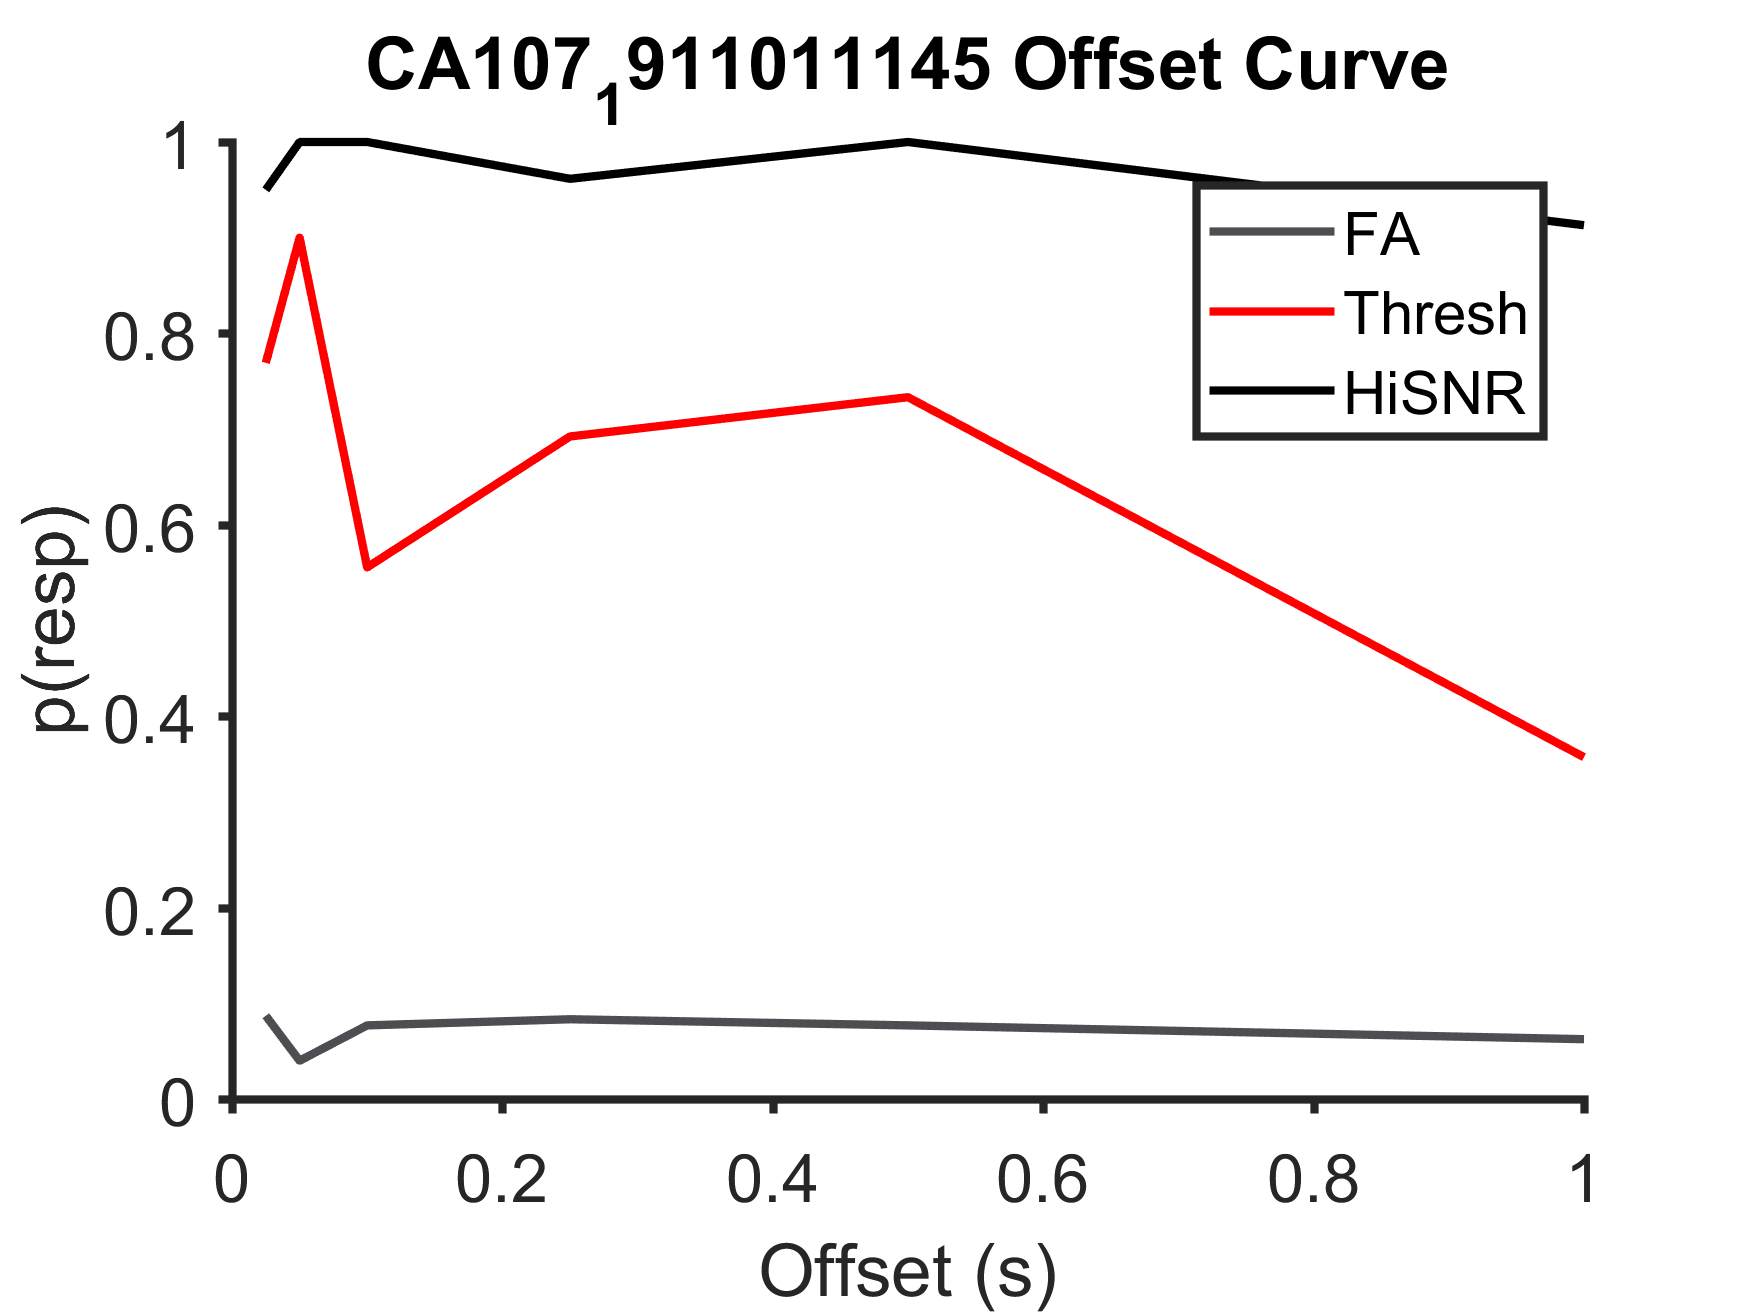 CA107₁911011145 Offset Curve
1
0.8
0.6
0.4
0.2
0
p(resp)
FA
Thresh
HiSNR
0 0.2 0.4 0.6 0.8 1
Offset (s)